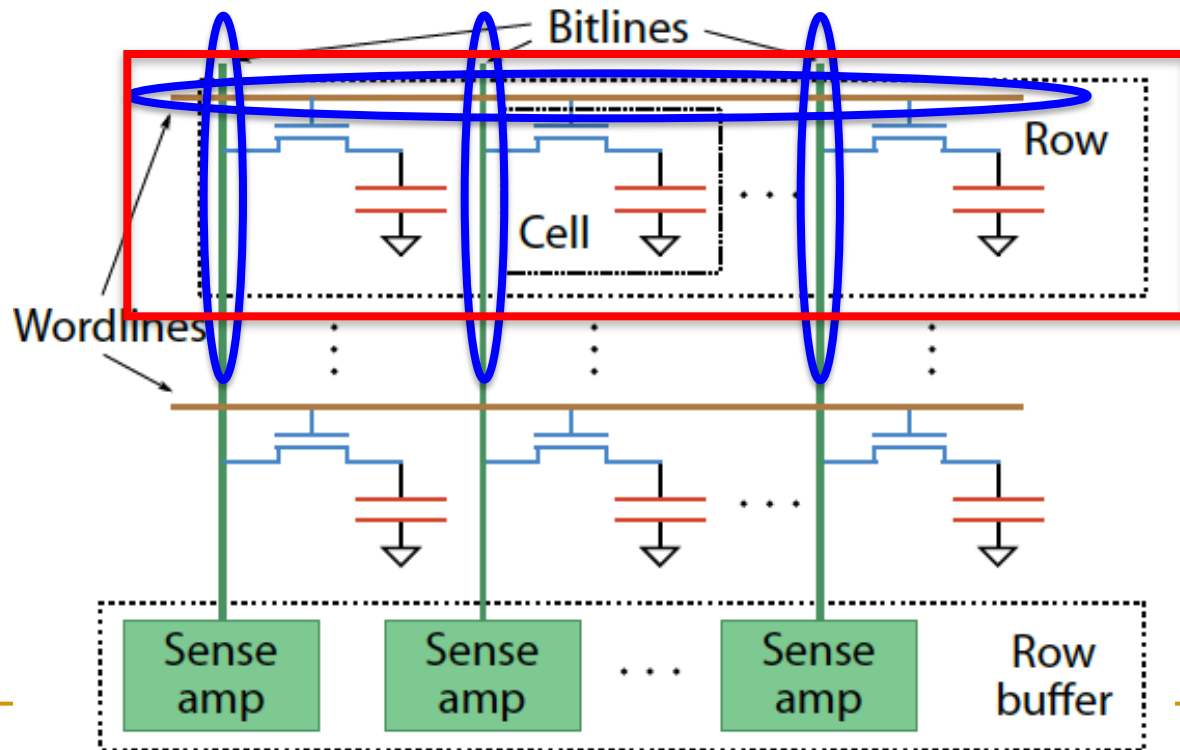 Bitlines
Row
Cell
Wordlines
Sense
amp
Sense
amp
Sense
amp
Row
buffer